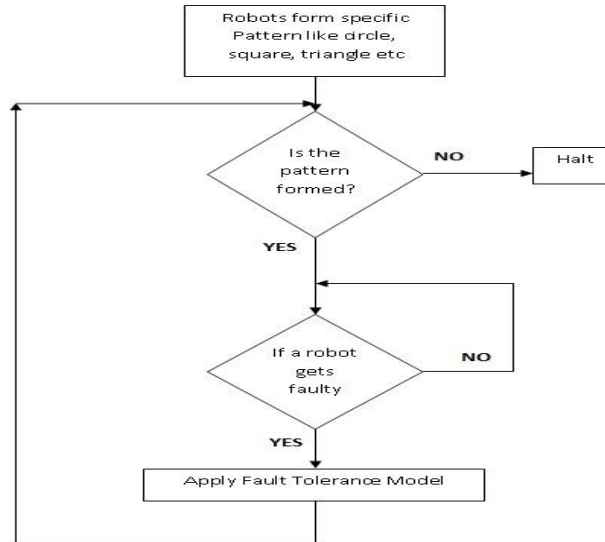 Robots form specific
Pattern like circle,
square, triangle etc
Is the
pattern
formed?
NO
Halt
YES
If a robot
gets
faulty
NO
YES
Apply Fault Tolerance Model